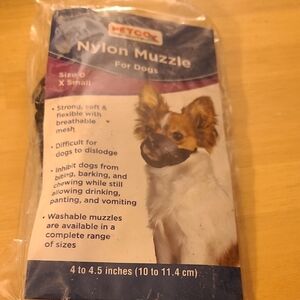 PETCO
Nylon Muzzle
For Dogs
Size 0
X Small
• Strong, soft &
flexible with
breathable
mesh
• Difficult for
dogs to dislodge
• Inhibit dogs from
biting, barking, and
chewing while still
allowing drinking,
panting, and vomiting
• Washable muzzles
are available in a
complete range
of sizes
4 to 4.5 inches (10 to 11.4 cm)